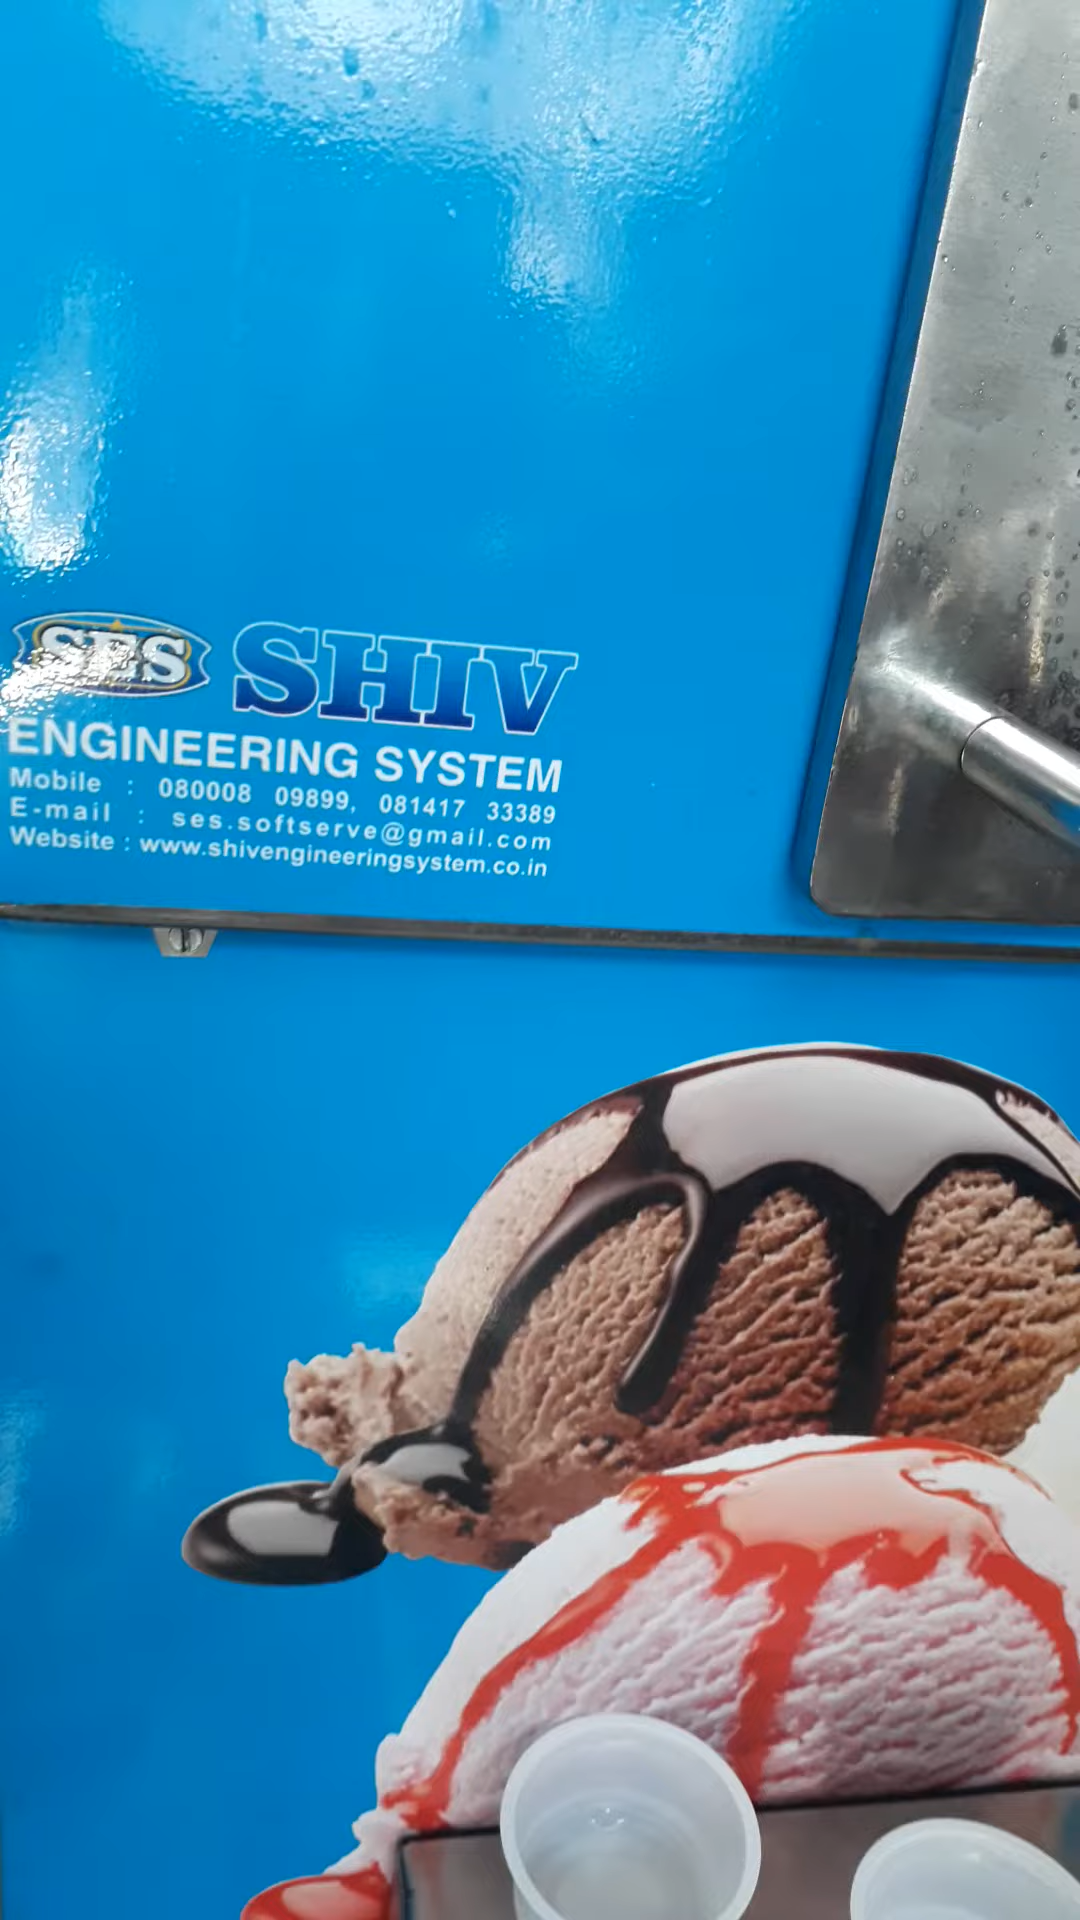 SES SHIV
ENGINEERING SYSTEM
Mobile : 080008 09899, 081417 33389
E-mail : ses.softserve@gmail.com
Website : www.shivengineeringsystem.co.in